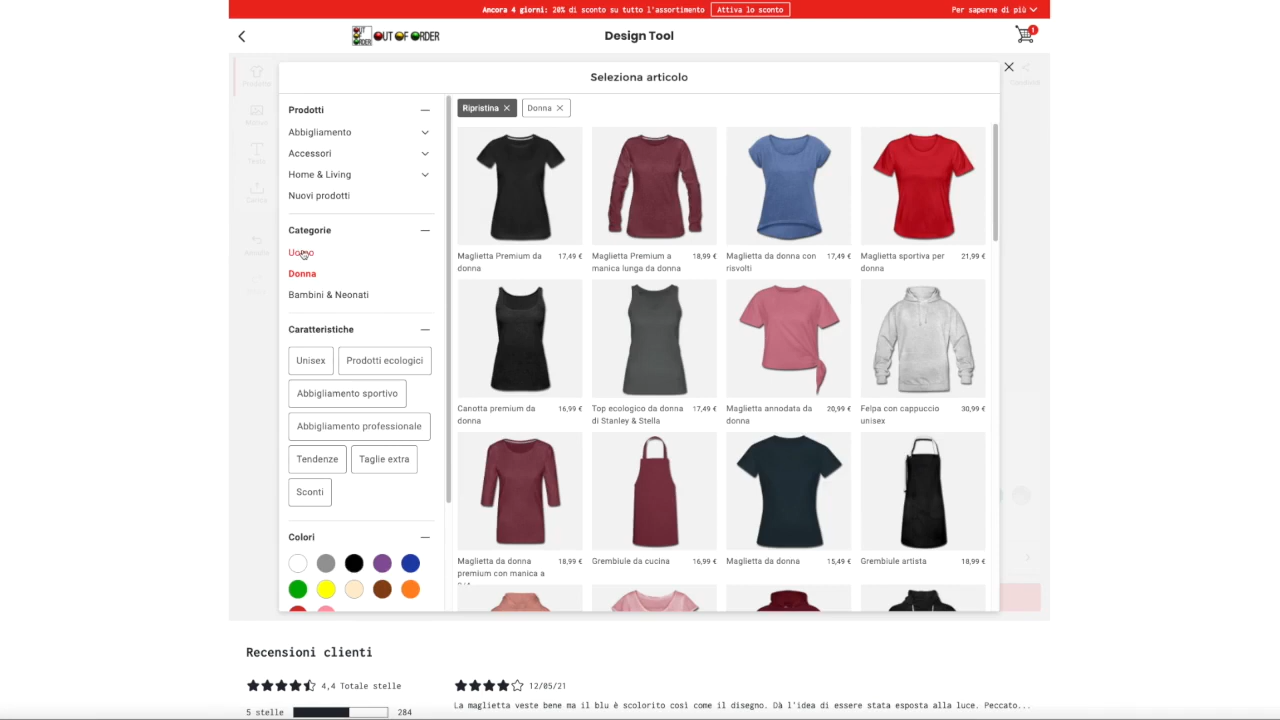 Ancora 4 giorni: 20% di sconto su tutto l'assortimento Attiva lo sconto
Per saperne di più
OUT OF ORDER
Design Tool
1
Seleziona articolo
Prodotti
Abbigliamento
Accessori
Home & Living
Nuovi prodotti
Categorie
Uomo
Donna
Bambini & Neonati
Caratteristiche
Unisex Prodotti ecologici
Abbigliamento sportivo
Abbigliamento professionale
Tendenze Taglie extra
Sconti
Colori
Ripristina Donna
Maglietta Premium da donna 17,49 €
Maglietta Premium a manica lunga da donna 18,99 €
Maglietta da donna con risvolti 17,49 €
Maglietta sportiva per donna 21,99 €
Canotta premium da donna 16,99 €
Top ecologico da donna di Stanley & Stella 17,49 €
Maglietta annodata da donna 20,99 €
Felpa con cappuccio unisex 30,99 €
Maglietta da donna premium con manica a 18,99 €
Grembiule da cucina 16,99 €
Maglietta da donna 15,49 €
Grembiule artista 18,99 €
Recensioni clienti
4,4 Totale stelle
5 stelle 284
12/05/21
La maglietta veste bene ma il blu è scolorito così come il disegno. Dà l'idea di essere stata esposta alla luce. Peccato...